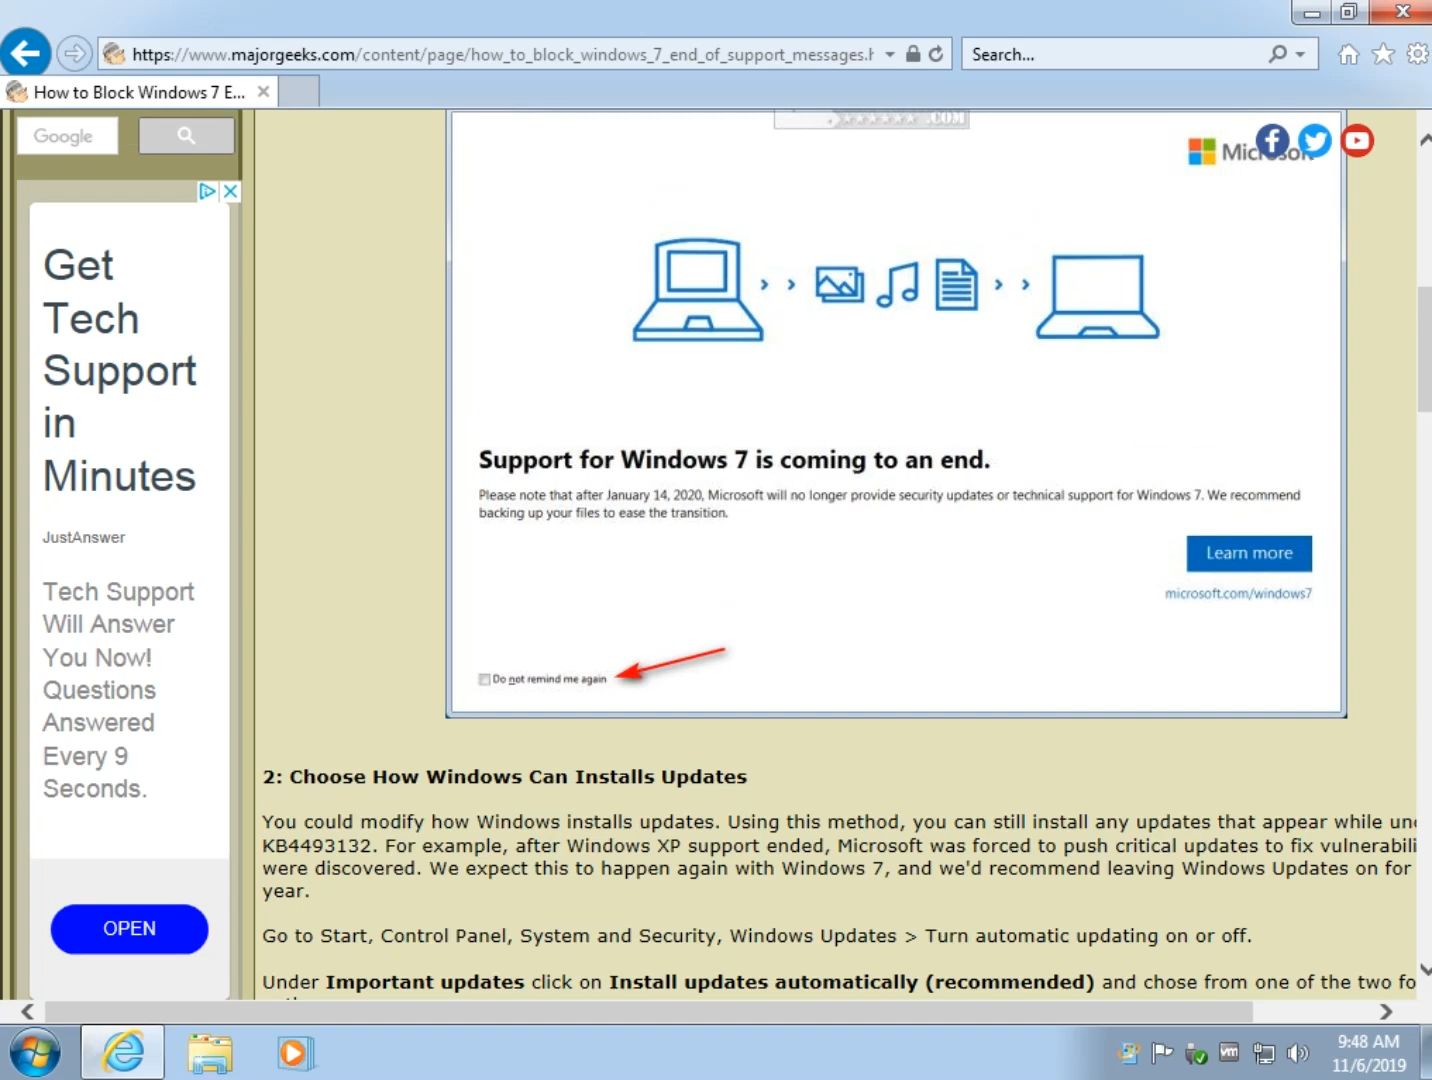 https://www.majorgeeks.com/content/page/how_to_block_windows_7_end_of_support_messages.h
Search...
How to Block Windows 7 E...
Google
.COM
Microsoft
Get
Tech
Support
in
Minutes
JustAnswer
Tech Support
Will Answer
You Now!
Questions
Answered
Every 9
Seconds.
OPEN
Support for Windows 7 is coming to an end.
Please note that after January 14, 2020, Microsoft will no longer provide security updates or technical support for Windows 7. We recommend
backing up your files to ease the transition.
Learn more
microsoft.com/windows7
Do not remind me again
2: Choose How Windows Can Installs Updates
You could modify how Windows installs updates. Using this method, you can still install any updates that appear while
KB4493132. For example, after Windows XP support ended, Microsoft was forced to push critical updates to fix
were discovered. We expect this to happen again with Windows 7, and we'd recommend leaving Windows Updates on for
year.
Go to Start, Control Panel, System and Security, Windows Updates > Turn automatic updating on or off.
Under Important updates click on Install updates automatically (recommended) and chose from one of the two fo
vm
9:48 AM
11/6/2019